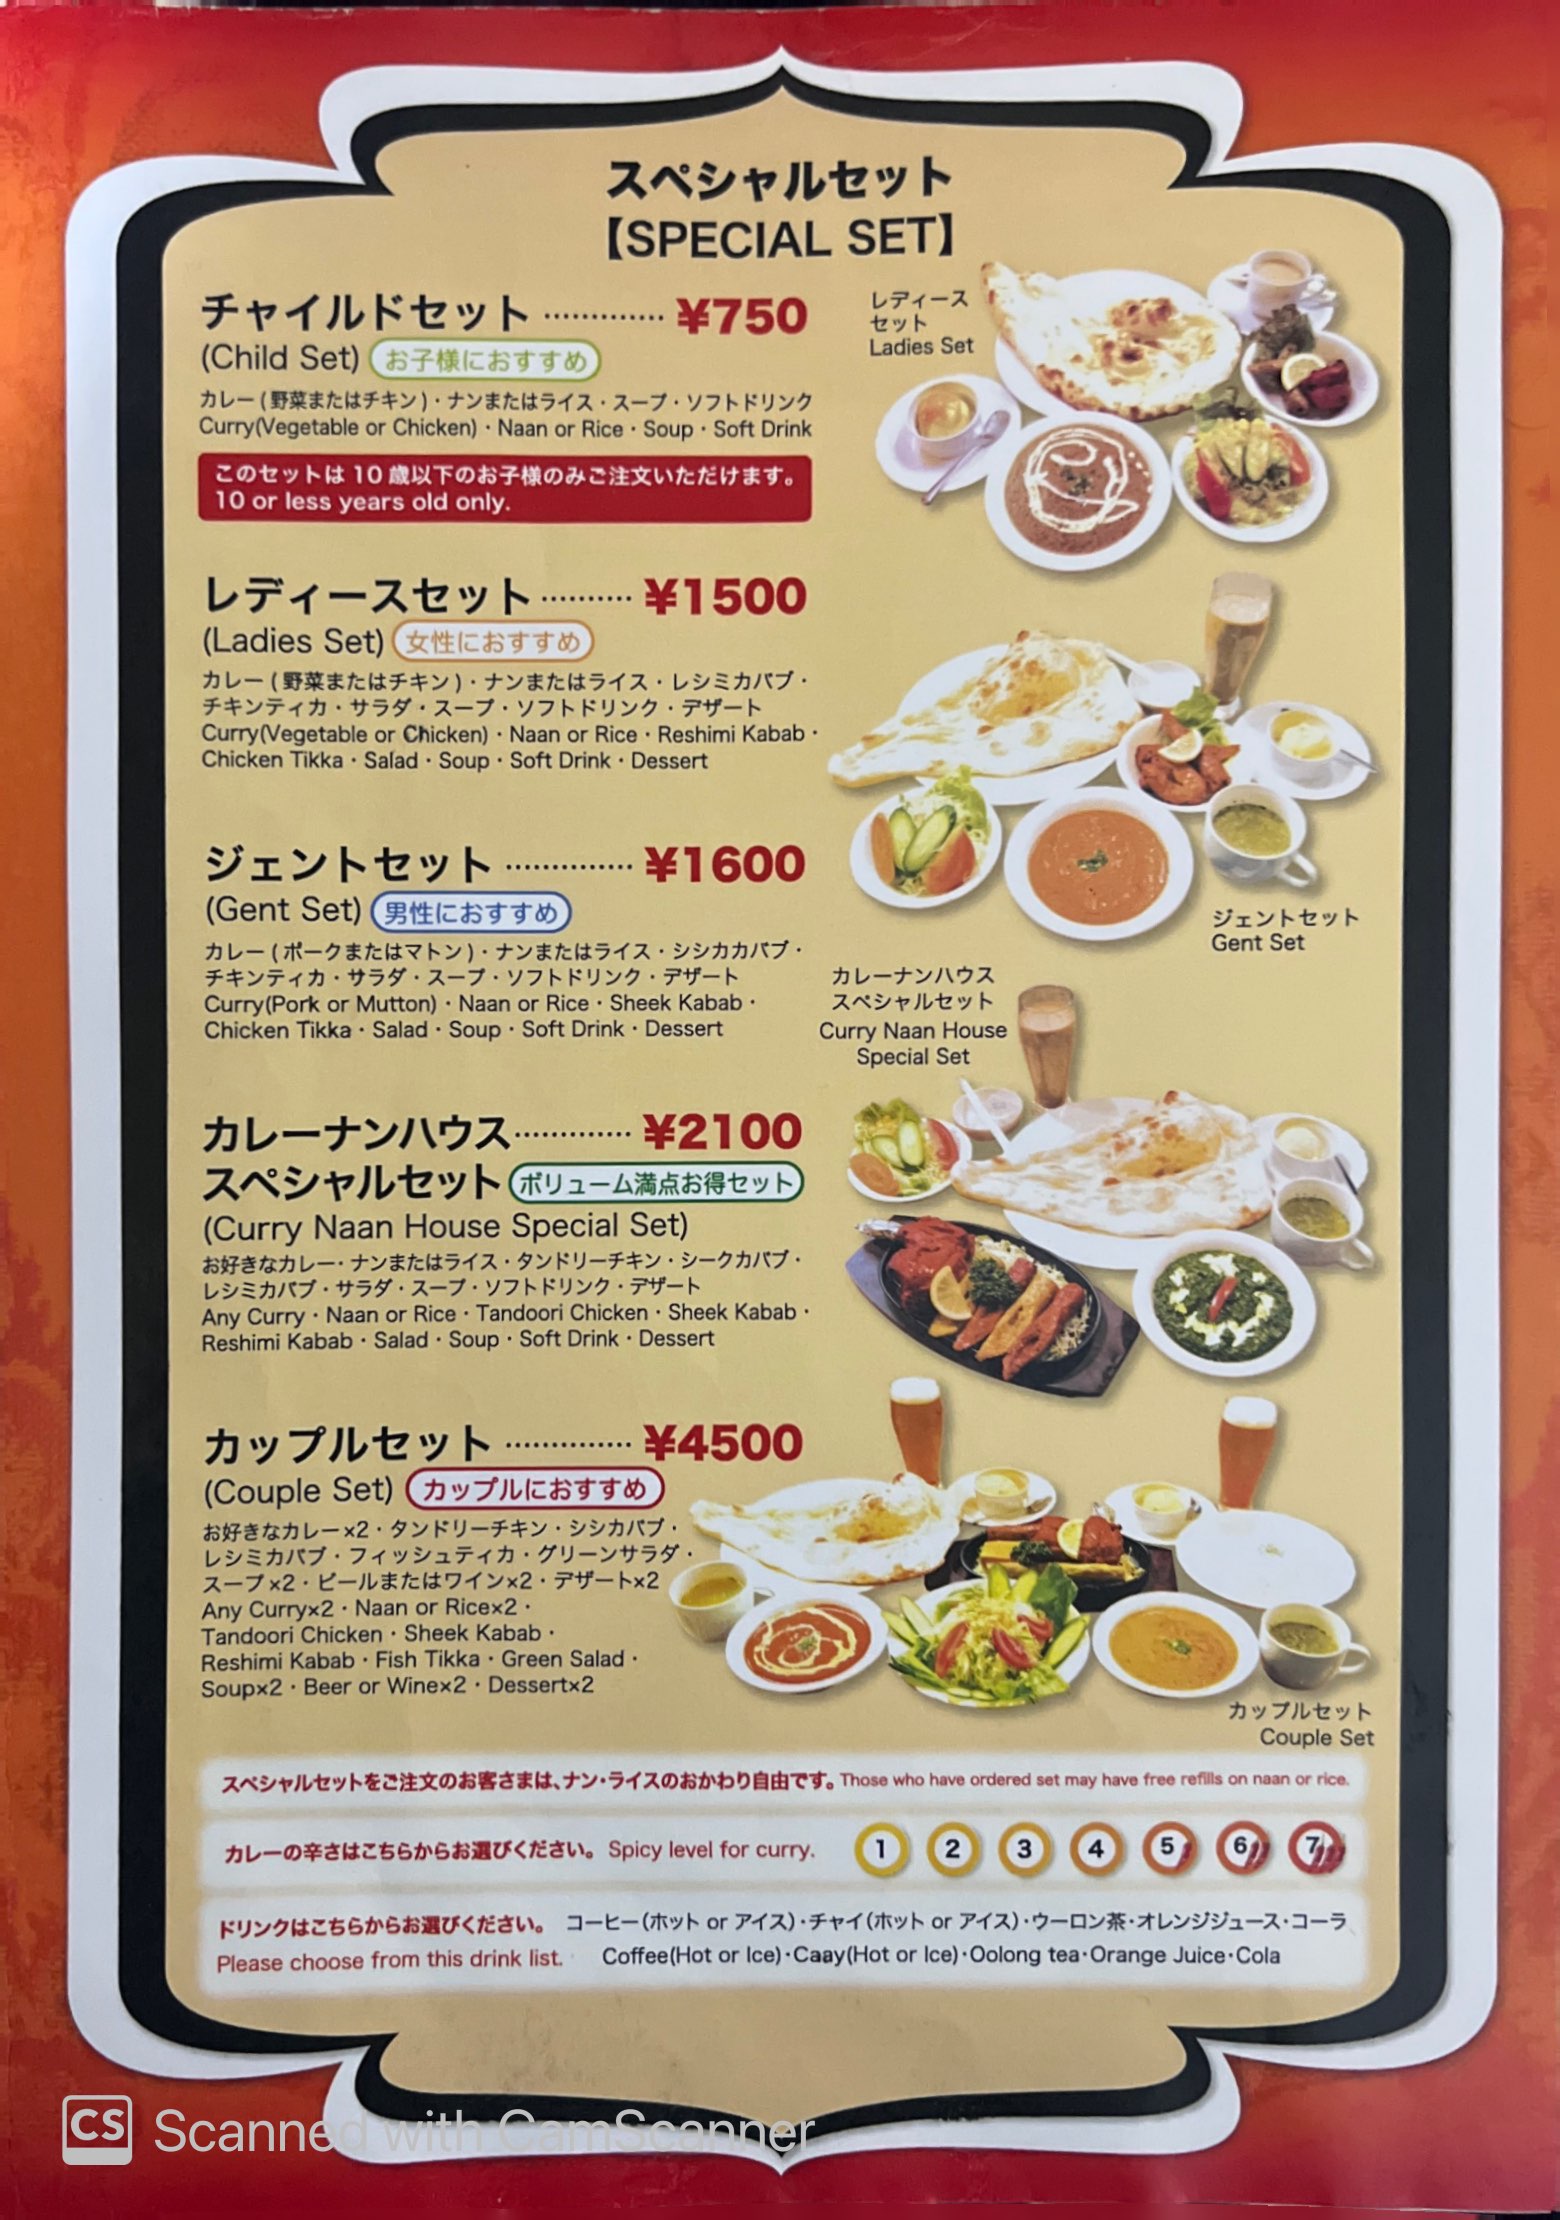 スペシャルセット
【SPECIAL SET】
チャイルドセット ············· ¥750
(Child Set) お子様におすすめ
カレー (野菜またはチキン)・ナンまたはライス・スープ・ソフトドリンク
Curry(Vegetable or Chicken)・Naan or Rice・Soup・Soft Drink
このセットは 10 歳以下のお子様のみご注文いただけます。
10 or less years old only.
レディース
セット
Ladies Set
レディースセット ·········· ¥1500
(Ladies Set) 女性におすすめ
カレー (野菜またはチキン)・ナンまたはライス・レシミカバブ・
チキンティカ・サラダ・スープ・ソフトドリンク・デザート
Curry(Vegetable or Chicken)・Naan or Rice・Reshimi Kabab・
Chicken Tikka・Salad・Soup・Soft Drink・Dessert
ジェントセット ·············· ¥1600
(Gent Set) 男性におすすめ
カレー (ポークまたはマトン)・ナンまたはライス・シシカカバブ・
チキンティカ・サラダ・スープ・ソフトドリンク・デザート
Curry(Pork or Mutton)・Naan or Rice・Sheek Kabab・
Chicken Tikka・Salad・Soup・Soft Drink・Dessert
ジェントセット
Gent Set
カレーナンハウス
スペシャルセット
Curry Naan House
Special Set
カレーナンハウス············· ¥2100
スペシャルセット ボリューム満点お得セット
(Curry Naan House Special Set)
お好きなカレー・ナンまたはライス・タンドリーチキン・シークカバブ・
レシミカバブ・サラダ・スープ・ソフトドリンク・デザート
Any Curry・Naan or Rice・Tandoori Chicken・Sheek Kabab・
Reshimi Kabab・Salad・Soup・Soft Drink・Dessert
カップルセット ·············· ¥4500
(Couple Set) カップルにおすすめ
お好きなカレー×2・タンドリーチキン・シシカバブ・
レシミカバブ・フィッシュティカ・グリーンサラダ・
スープ×2・ビールまたはワイン×2・デザート×2
Any Curry×2・Naan or Rice×2・
Tandoori Chicken・Sheek Kabab・
Reshimi Kabab・Fish Tikka・Green Salad・
Soup×2・Beer or Wine×2・Dessert×2
カップルセット
Couple Set
スペシャルセットをご注文のお客さまは、ナン・ライスのおかわり自由です。Those who have ordered set may have free refills on naan or rice.
カレーの辛さはこちらからお選びください。 Spicy level for curry. 1 2 3 4 5 6 7
ドリンクはこちらからお選びください。 コーヒー(ホット or アイス)・チャイ(ホット or アイス)・ウーロン茶・オレンジジュース・コーラ
Please choose from this drink list. Coffee(Hot or Ice)・Caay(Hot or Ice)・Oolong tea・Orange Juice・Cola
CS Scanned with CamScanner